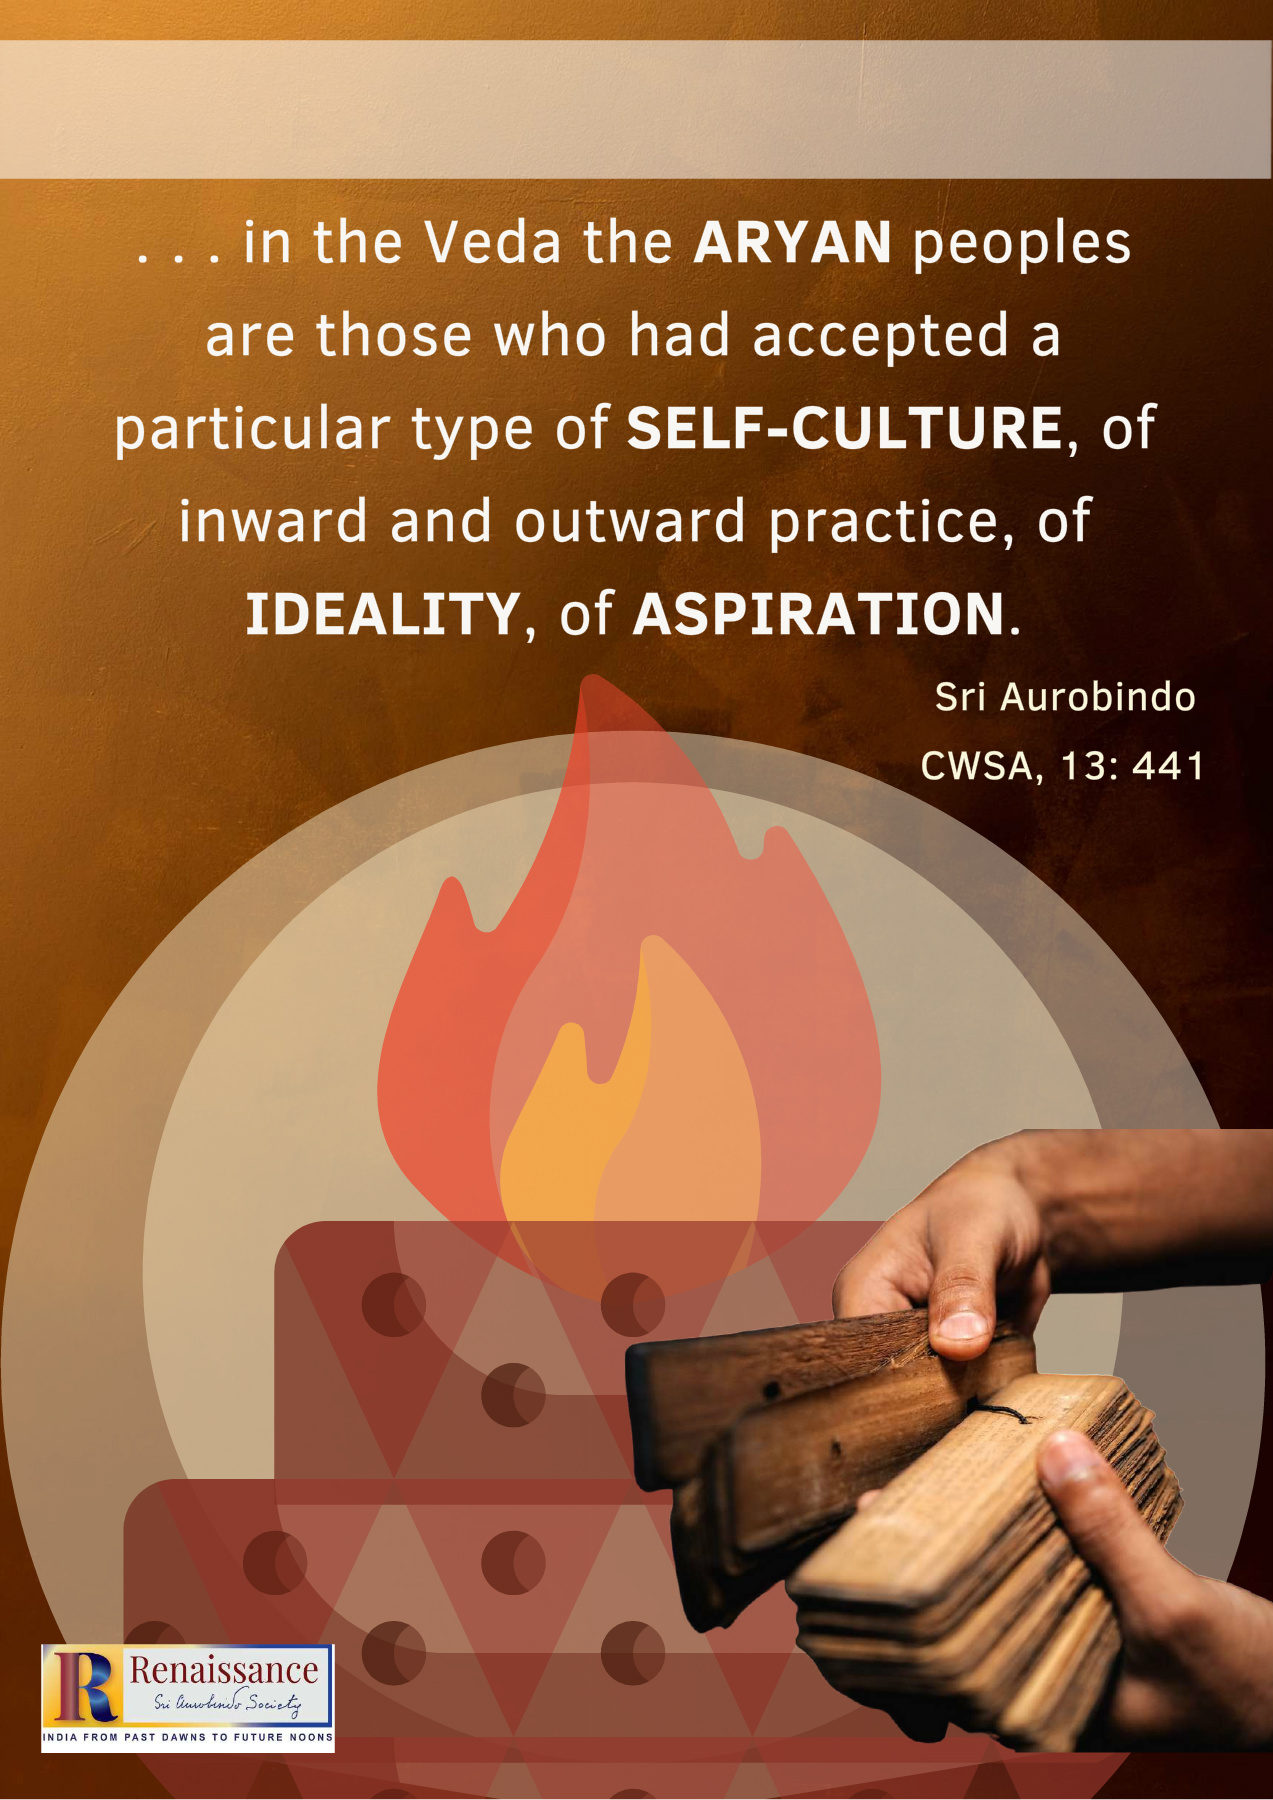 . . . in the Veda the ARYAN peoples
are those who had accepted a
particular type of SELF-CULTURE, of
inward and outward practice, of
IDEALITY, of ASPIRATION.
Sri Aurobindo
CWSA, 13: 441
R Renaissance
Sri Aurobindo Society
INDIA FROM PAST DAWNS TO FUTURE NOONS